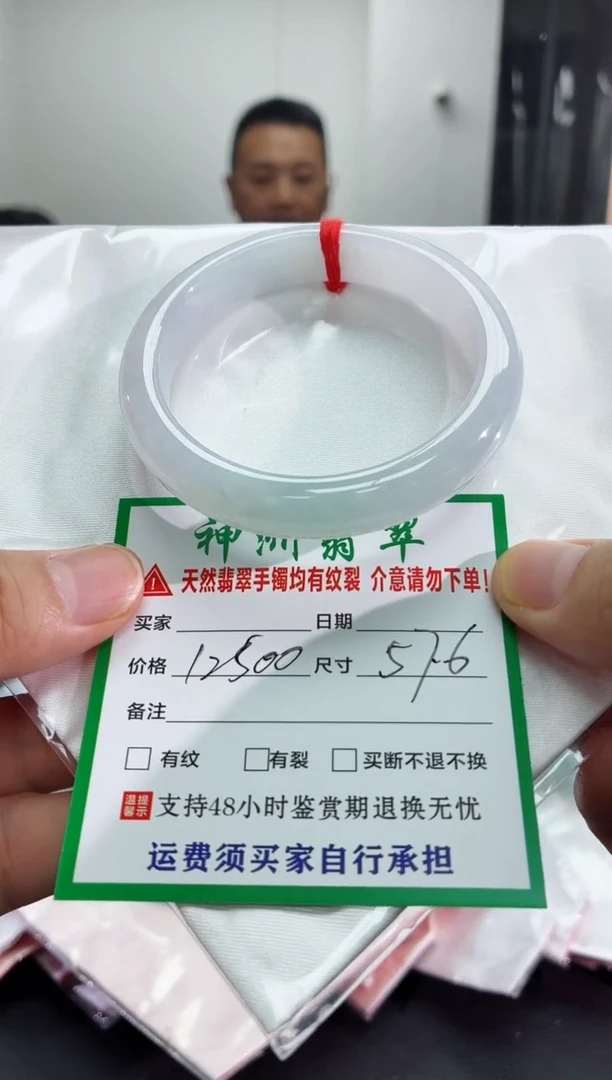 神州翡翠
天然翡翠手镯均有纹裂 介意请勿下单!
买家 日期
价格 12500 尺寸 57.6
备注
有纹 有裂 买断不退不换
温馨提示 支持48小时鉴赏期退换无忧
运费须买家自行承担